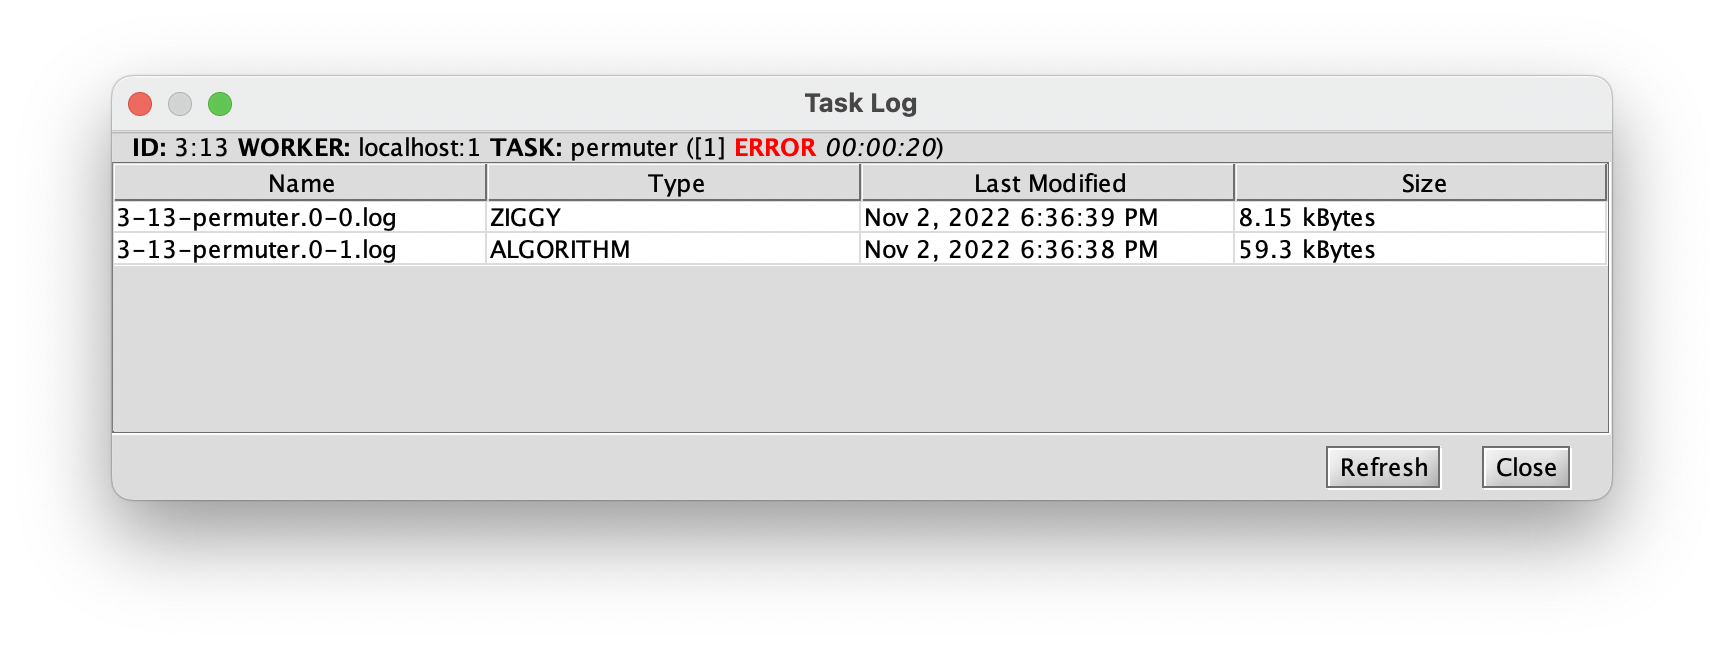 Task Log
ID: 3:13 WORKER: localhost:1 TASK: permuter ([1] ERROR 00:00:20)
Name Type Last Modified Size
3-13-permuter.0-0.log ZIGGY Nov 2, 2022 6:36:39 PM 8.15 kBytes
3-13-permuter.0-1.log ALGORITHM Nov 2, 2022 6:36:38 PM 59.3 kBytes
Refresh Close